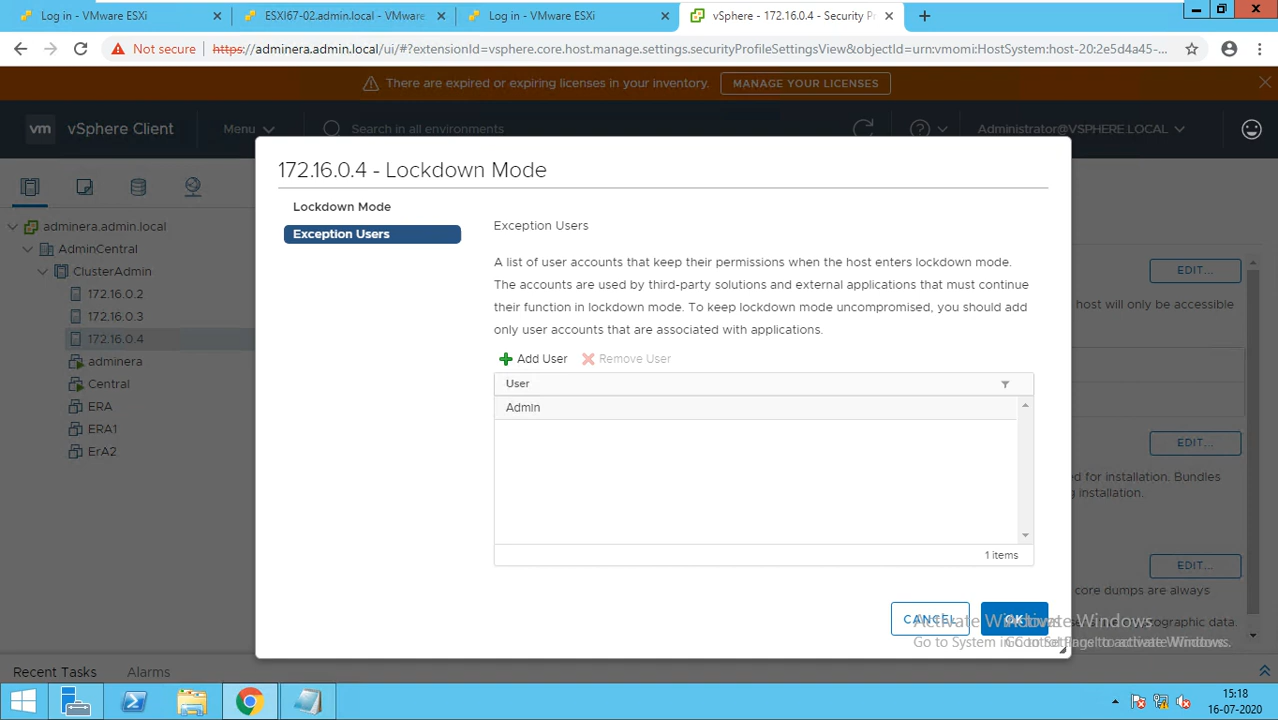 Log in - VMware ESXi
ESXI67-02.admin.local - VMware
Log in - VMware ESXi
vSphere - 172.16.0.4 - Security Pr
Not secure
https://adminera.admin.local/ui/#?extensionId=vsphere.core.host.manage.settings.securityProfileSettingsView&objectId=urn:vmomi:HostSystem:host-20:2e5d4a45-...
There are expired or expiring licenses in your inventory.
MANAGE YOUR LICENSES
vm
vSphere Client
Menu
Search in all environments
Administrator@VSPHERE.LOCAL
172.16.0.4 - Lockdown Mode
Lockdown Mode
Exception Users
Exception Users
A list of user accounts that keep their permissions when the host enters lockdown mode.
The accounts are used by third-party solutions and external applications that must continue
their function in lockdown mode. To keep lockdown mode uncompromised, you should add
only user accounts that are associated with applications.
Add User
Remove User
User
Admin
1 items
CANCEL
OK
adminera.admin.local
AdminCentral
ClusterAdmin
172.16.0.2
172.16.0.3
172.16.0.4
adminera
Central
ERA
ERA1
ErA2
EDIT...
host will only be accessible
EDIT...
ed for installation. Bundles
g installation.
EDIT...
core dumps are always
graphic data.
Activate Windows
Go to System in Control Panel to activate Windows.
Recent Tasks
Alarms
15:18
16-07-2020